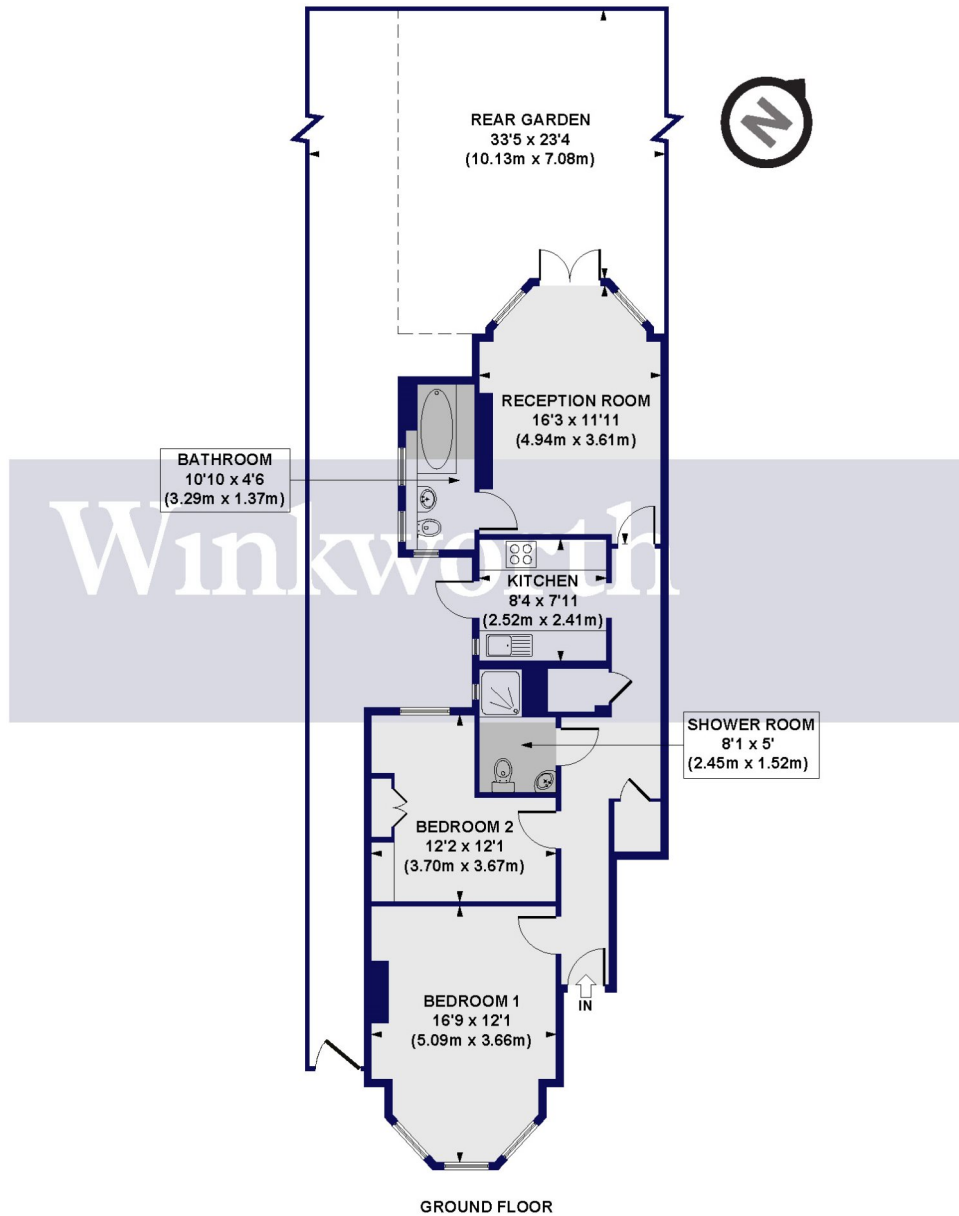 REAR GARDEN
33'5 x 23'4
(10.13m x 7.08m)
N
RECEPTION ROOM
16'3 x 11'11
(4.94m x 3.61m)
BATHROOM
10'10 x 4'6
(3.29m x 1.37m)
Winkworth
KITCHEN
8'4 x 7'11
(2.52m x 2.41m)
SHOWER ROOM
8'1 x 5'
(2.45m x 1.52m)
BEDROOM 2
12'2 x 12'1
(3.70m x 3.67m)
BEDROOM 1
16'9 x 12'1
(5.09m x 3.66m)
IN
GROUND FLOOR